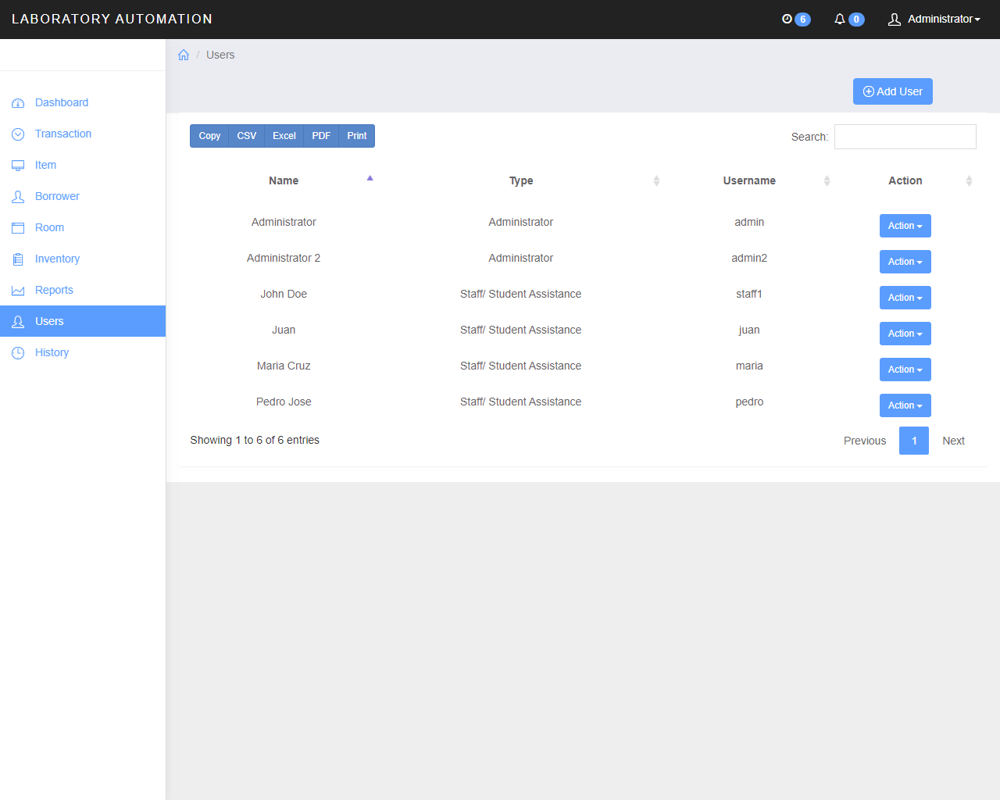 LABORATORY AUTOMATION 6 0 Administrator
/ Users
Add User
Dashboard
Transaction
Item
Borrower
Room
Inventory
Reports
Users
History
Copy CSV Excel PDF Print Search:
Name Type Username Action
Administrator Administrator admin Action
Administrator 2 Administrator admin2 Action
John Doe Staff/ Student Assistance staff1 Action
Juan Staff/ Student Assistance juan Action
Maria Cruz Staff/ Student Assistance maria Action
Pedro Jose Staff/ Student Assistance pedro Action
Showing 1 to 6 of 6 entries Previous 1 Next